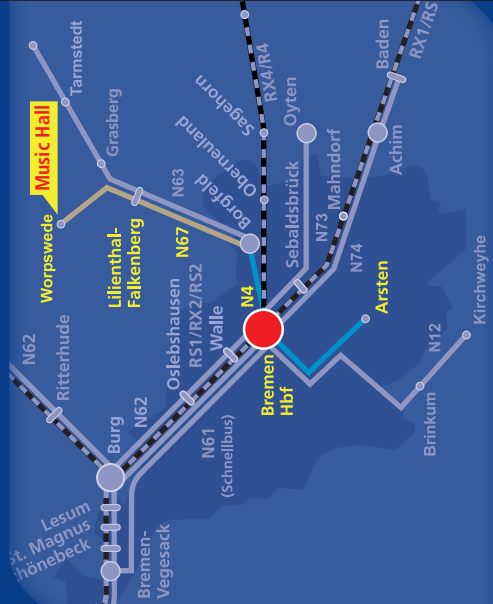 Tarmstedt
Grasberg
Music Hall
Worpswede
Lilienthal-
Falkenberg
N67
N63
Borgfeld
Oberneuland
Sagehorn
RX4/R4
Oyten
Baden
RX1/RS
Achim
Mahndorf
Sebaldsbrück
N73
N74
N4
Bremen
Hbf
Arsten
Kirchweyhe
N12
Brinkum
Walle
RS1/RX2/RS2
Oslebshausen
N62
N61
(Schnellbus)
N62
Ritterhude
Burg
Lesum
St. Magnus
hönebeck
Bremen-
Vegesack